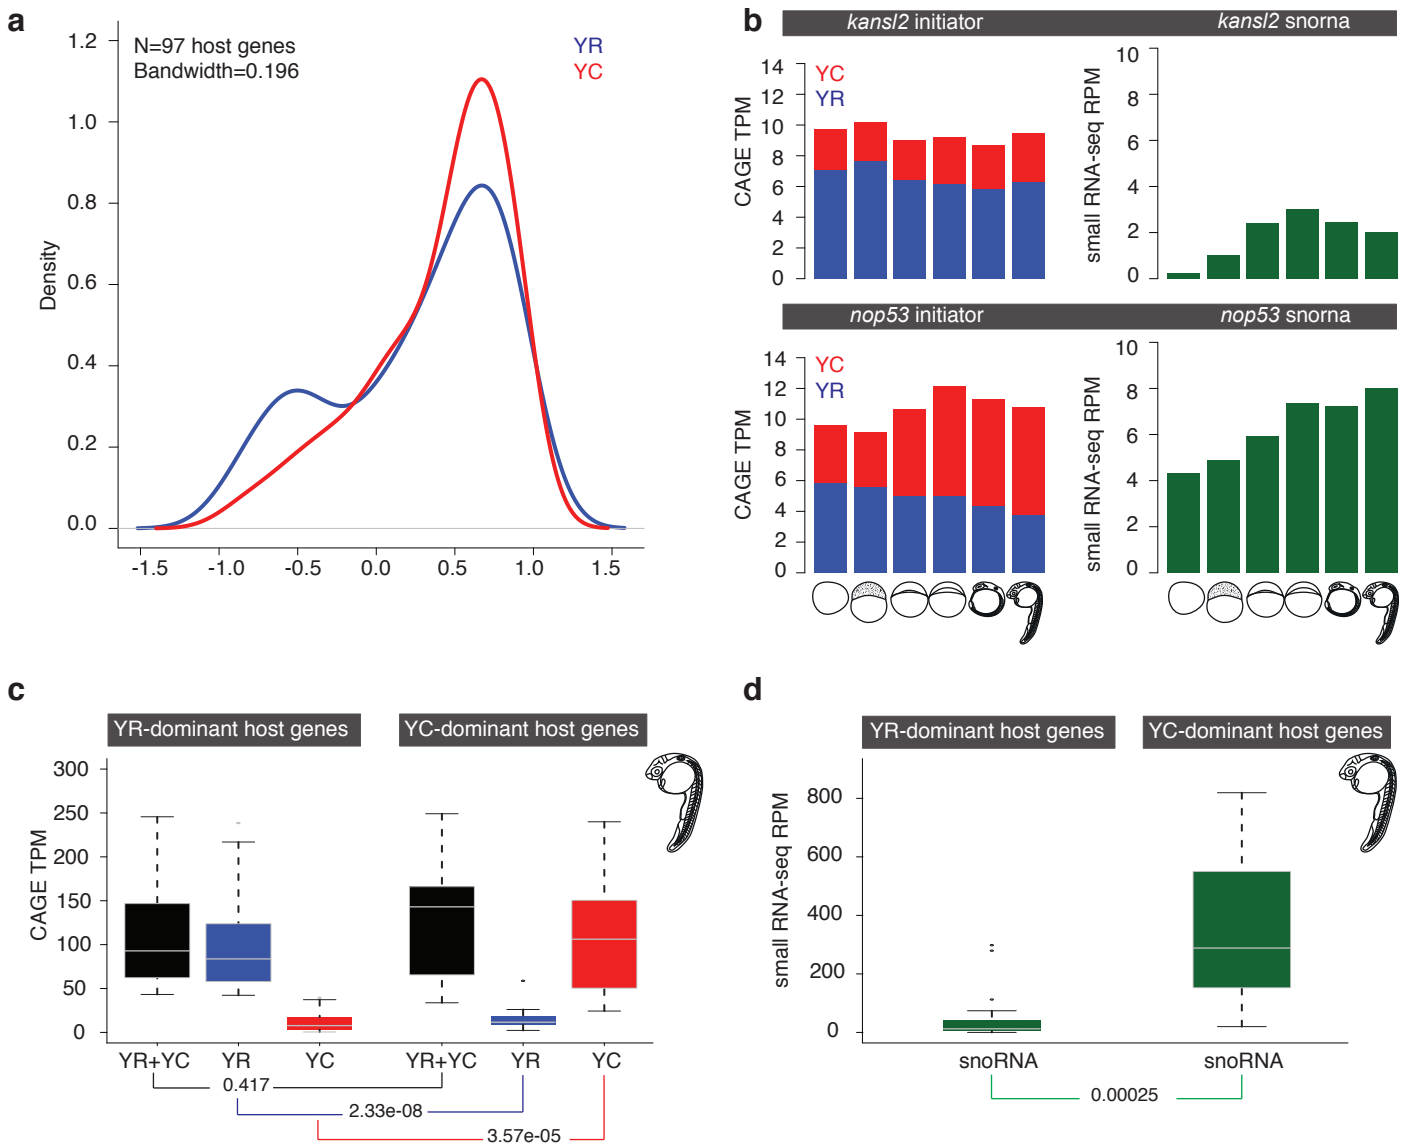 a
N=97 host genes
Bandwidth=0.196
YR
YC
Density
1.2
1.0
0.8
0.6
0.4
0.2
0.0
-1.5 -1.0 -0.5 0.0 0.5 1.0 1.5
b
kansl2 initiator
kansl2 snorna
CAGE TPM
14
12
10
8
6
4
2
0
YC
YR
small RNA-seq RPM
10
8
6
4
2
0
nop53 initiator
nop53 snorna
CAGE TPM
14
12
10
8
6
4
2
0
YC
YR
small RNA-seq RPM
10
8
6
4
2
0
c
YR-dominant host genes
YC-dominant host genes
CAGE TPM
300
250
200
150
100
50
0
YR+YC YR YC YR+YC YR YC
0.417
2.33e-08
3.57e-05
d
YR-dominant host genes
YC-dominant host genes
small RNA-seq RPM
800
600
400
200
0
snoRNA snoRNA
0.00025